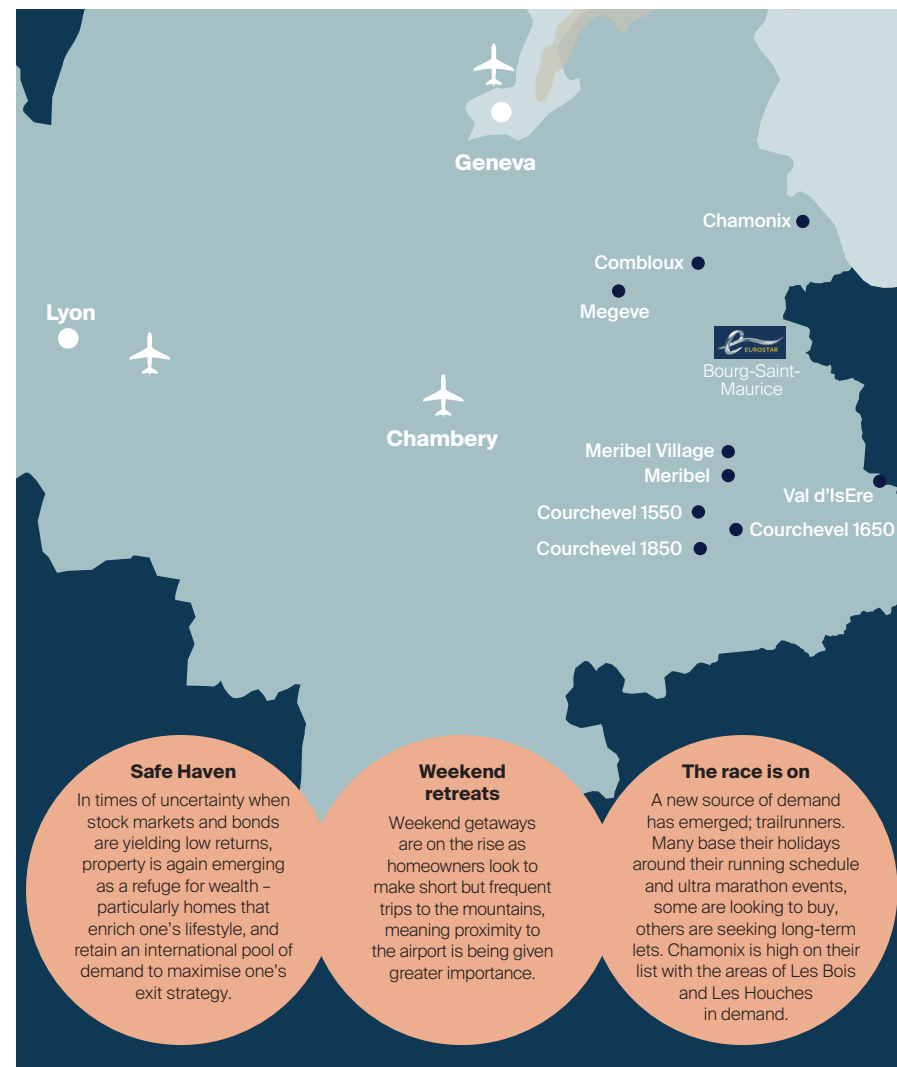 Geneva
Chamonix
Combloux
Megeve
Lyon
EUROSTAR
Bourg-Saint-
Maurice
Chambery
Meribel Village
Meribel
Val d'IsEre
Courchevel 1550
Courchevel 1650
Courchevel 1850
Safe Haven
In times of uncertainty when
stock markets and bonds
are yielding low returns,
property is again emerging
as a refuge for wealth –
particularly homes that
enrich one's lifestyle, and
retain an international pool of
demand to maximise one's
exit strategy.
Weekend
retreats
Weekend getaways
are on the rise as
homeowners look to
make short but frequent
trips to the mountains,
meaning proximity to
the airport is being given
greater importance.
The race is on
A new source of demand
has emerged; trailrunners.
Many base their holidays
around their running schedule
and ultra marathon events,
some are looking to buy,
others are seeking long-term
lets. Chamonix is high on their
list with the areas of Les Bois
and Les Houches
in demand.